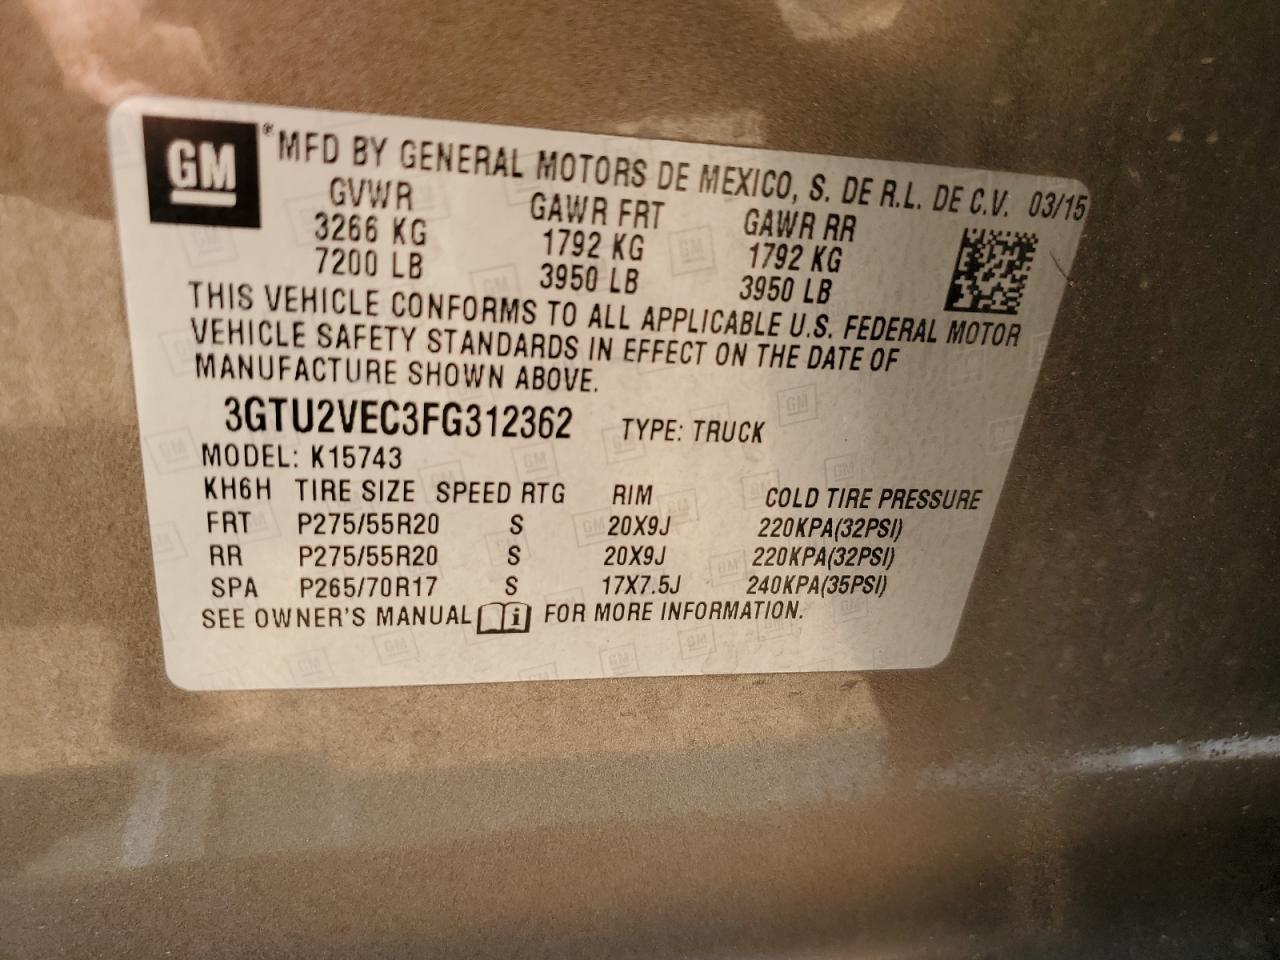 GM ® MFD BY GENERAL MOTORS DE MEXICO, S. DE R.L. DE C.V. 03/15
GVWR GAWR FRT GAWR RR
3266 KG 1792 KG 1792 KG
7200 LB 3950 LB 3950 LB
THIS VEHICLE CONFORMS TO ALL APPLICABLE U.S. FEDERAL MOTOR
VEHICLE SAFETY STANDARDS IN EFFECT ON THE DATE OF
MANUFACTURE SHOWN ABOVE.
3GTU2VEC3FG312362 TYPE: TRUCK
MODEL: K15743
KH6H TIRE SIZE SPEED RTG RIM COLD TIRE PRESSURE
FRT P275/55R20 S 20X9J 220KPA(32PSI)
RR P275/55R20 S 20X9J 220KPA(32PSI)
SPA P265/70R17 S 17X7.5J 240KPA(35PSI)
SEE OWNER'S MANUAL i FOR MORE INFORMATION.